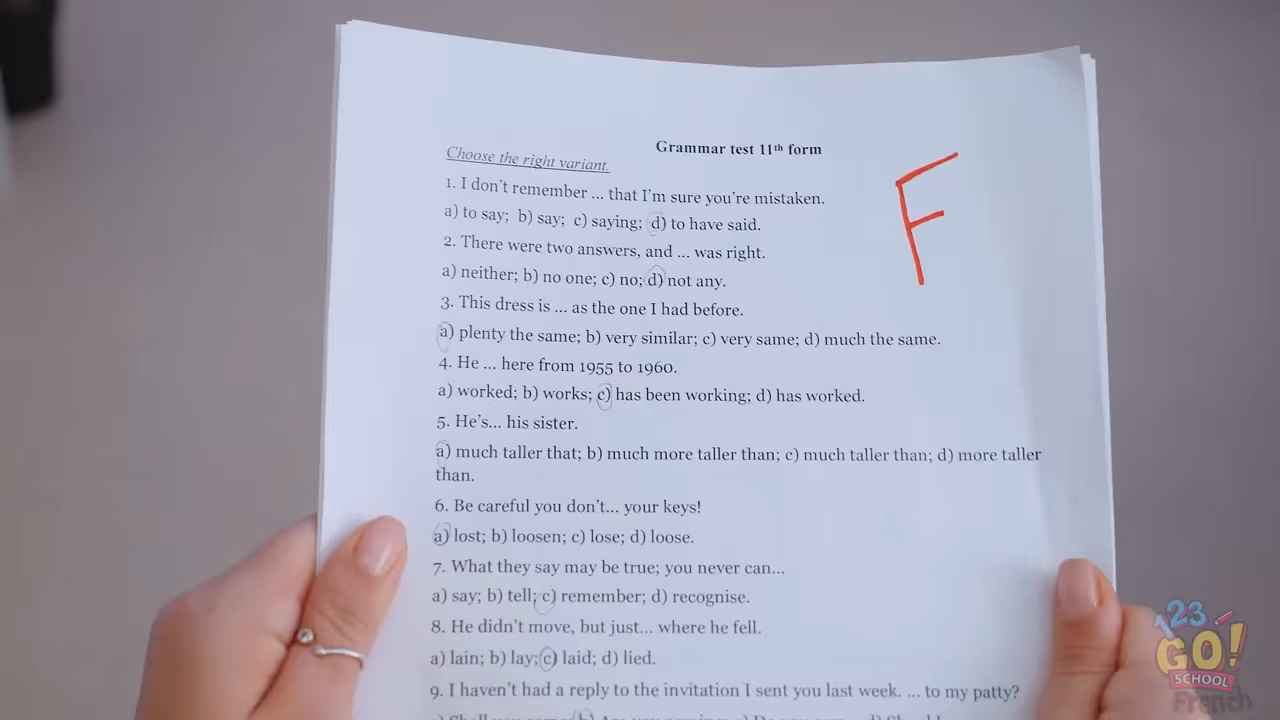 Grammar test 11th form
Choose the right variant.
1. I don't remember ... that I'm sure you're mistaken.
a) to say; b) say; c) saying; d) to have said.
2. There were two answers, and ... was right.
a) neither; b) no one; c) no; d) not any.
3. This dress is ... as the one I had before.
a) plenty the same; b) very similar; c) very same; d) much the same.
4. He ... here from 1955 to 1960.
a) worked; b) works; c) has been working; d) has worked.
5. He's... his sister.
a) much taller that; b) much more taller than; c) much taller than; d) more taller
than.
6. Be careful you don't... your keys!
a) lost; b) loosen; c) lose; d) loose.
7. What they say may be true; you never can...
a) say; b) tell; c) remember; d) recognise.
8. He didn't move, but just... where he fell.
a) lain; b) lay; c) laid; d) lied.
9. I haven't had a reply to the invitation I sent you last week. ... to my patty?
F
123
GO!
SCHOOL
French